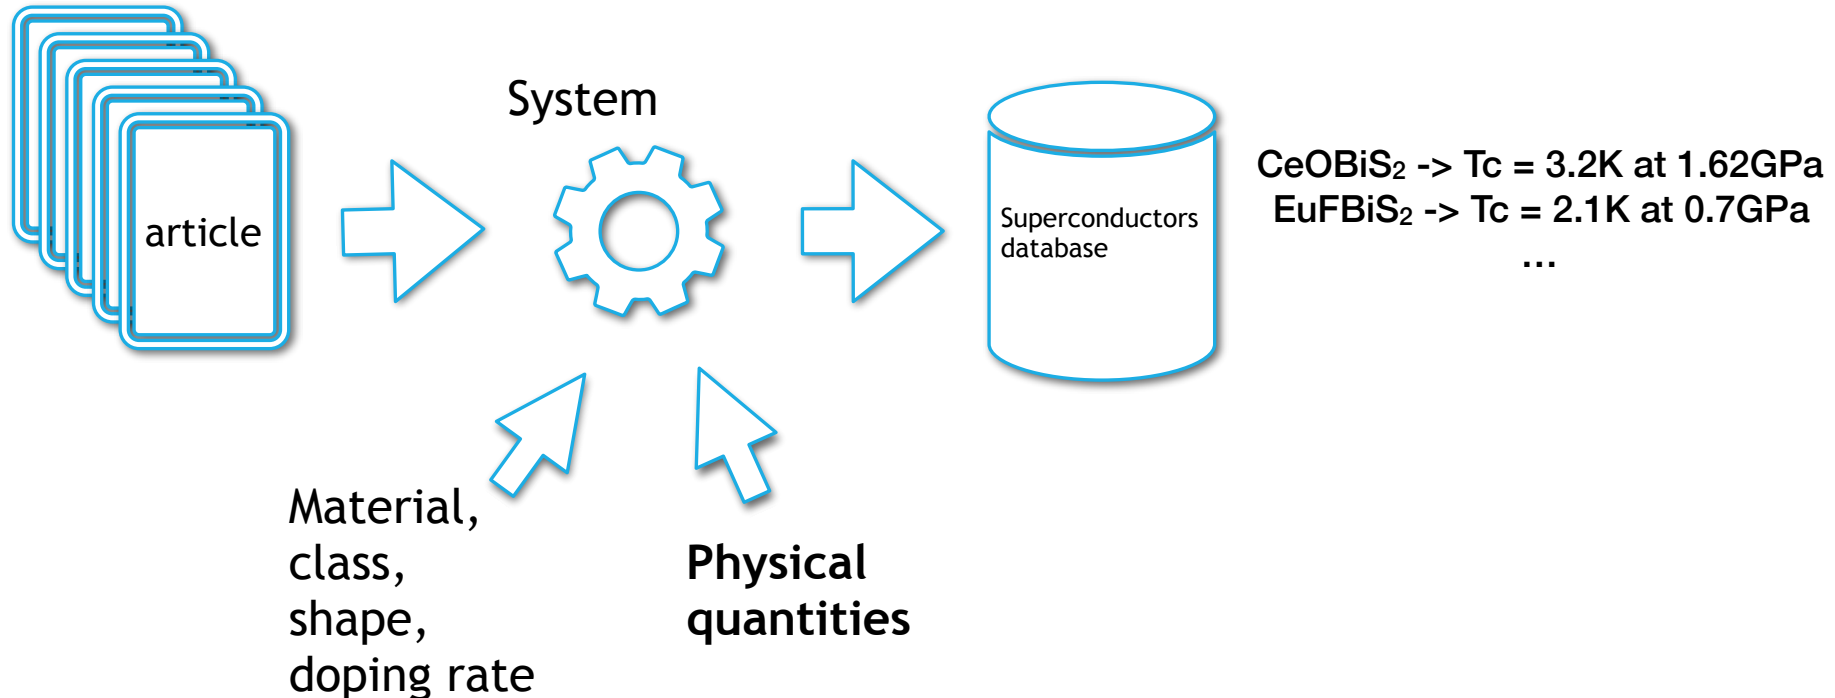 System
article
Superconductors
database
CeOBiS₂ -> Tc = 3.2K at 1.62GPa
EuFBiS₂ -> Tc = 2.1K at 0.7GPa
...
Material,
class,
shape,
doping rate
Physical
quantities